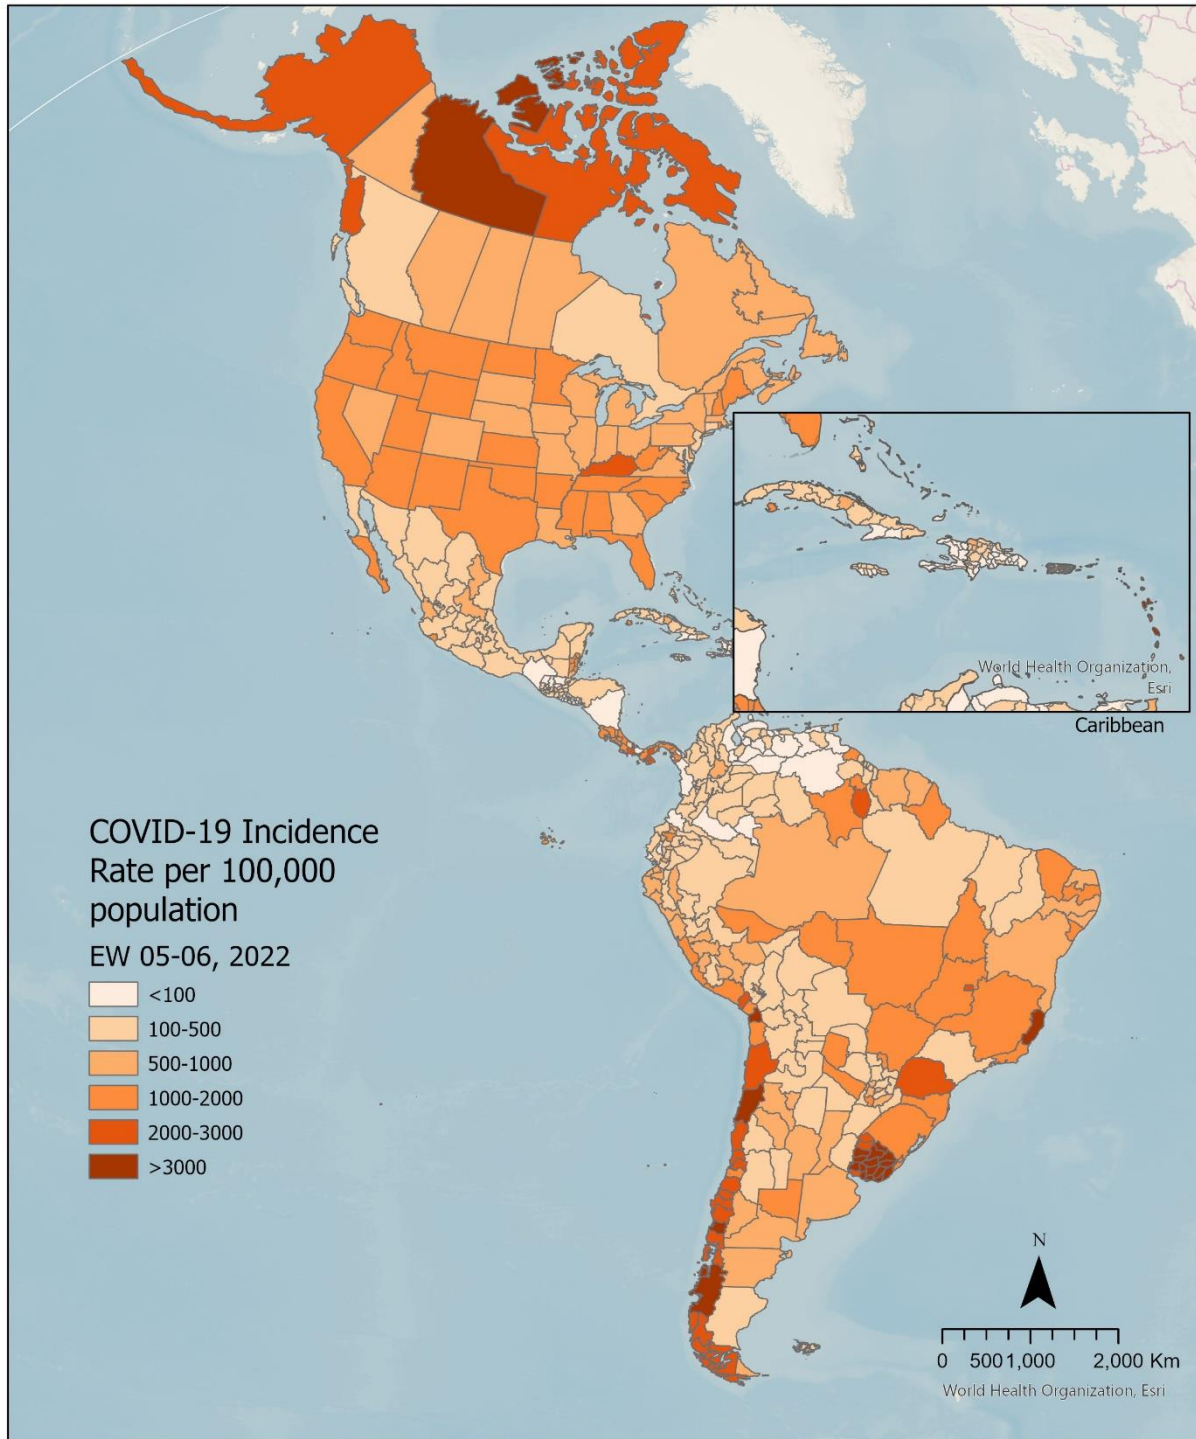 World Health Organization,
Esri
Caribbean
COVID-19 Incidence
Rate per 100,000
population
EW 05-06, 2022
<100
100-500
500-1000
1000-2000
2000-3000
>3000
N
0 500 1,000 2,000 Km
World Health Organization, Esri